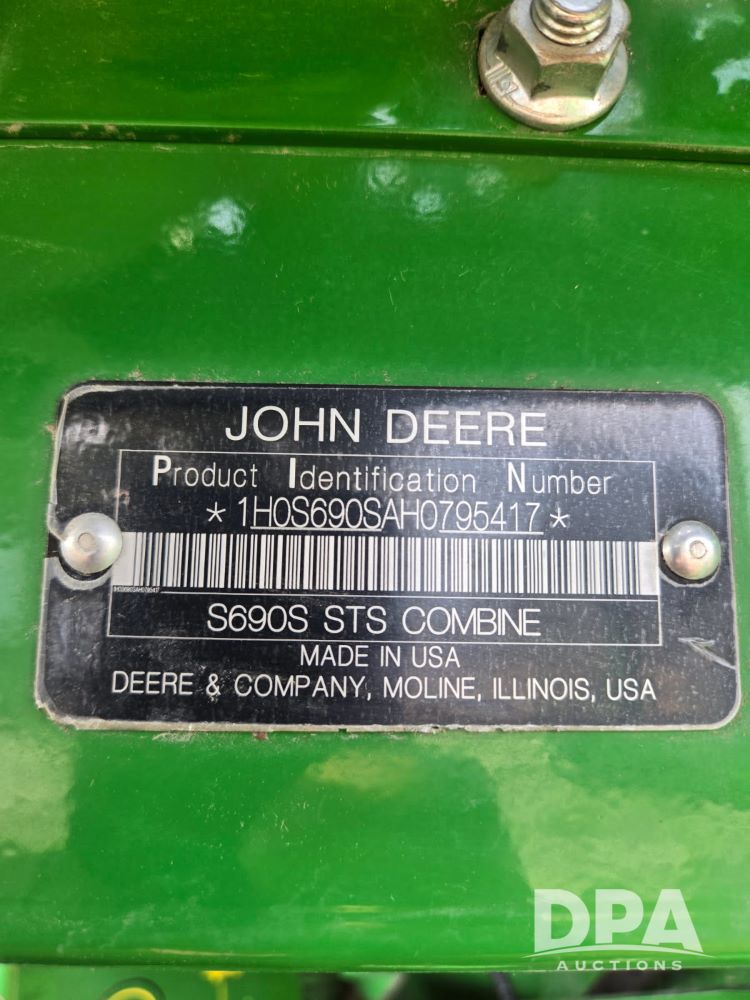 JOHN DEERE
Product Identification Number
*1H0S690SAH0795417*
1H0S690SAH0795417
S690S STS COMBINE
MADE IN USA
DEERE & COMPANY, MOLINE, ILLINOIS, USA
DPA
AUCTIONS